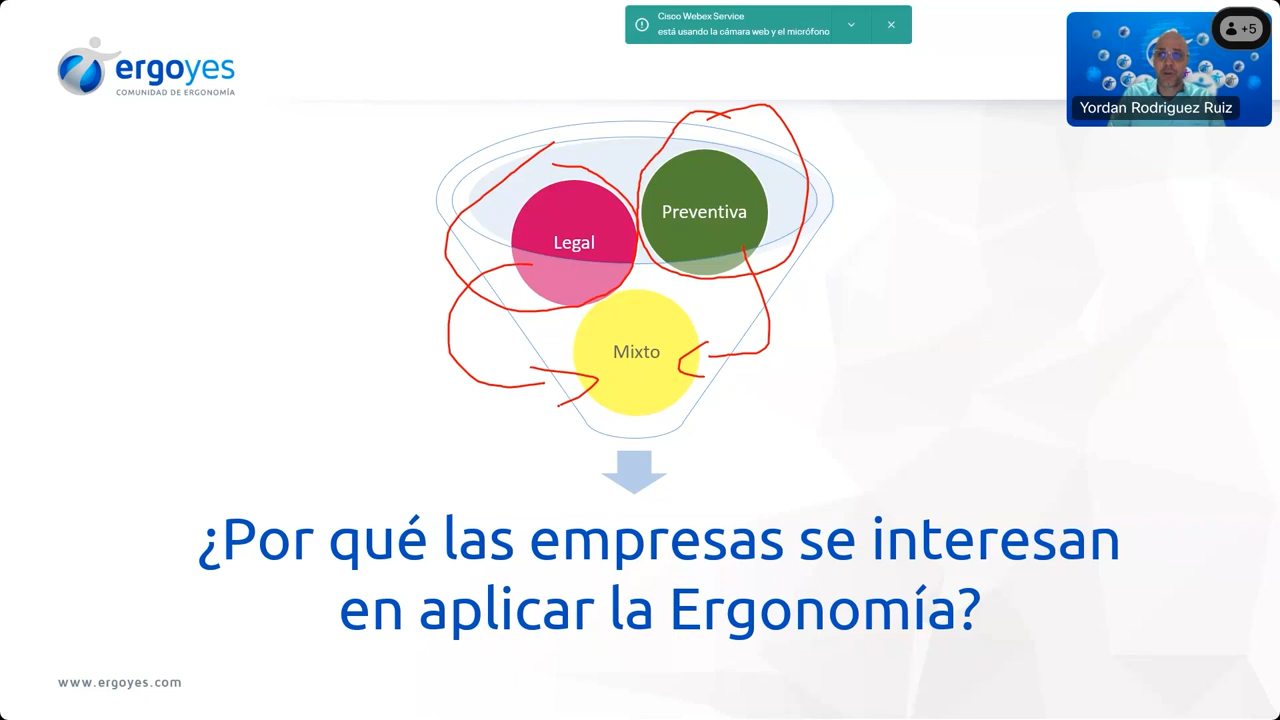 Cisco Webex Service
está usando la cámara web y el micrófono
+5
ergoyes
COMUNIDAD DE ERGONOMÍA
Yordan Rodriguez Ruiz
Preventiva
Legal
Mixto
¿Por qué las empresas se interesan
en aplicar la Ergonomía?
www.ergoyes.com